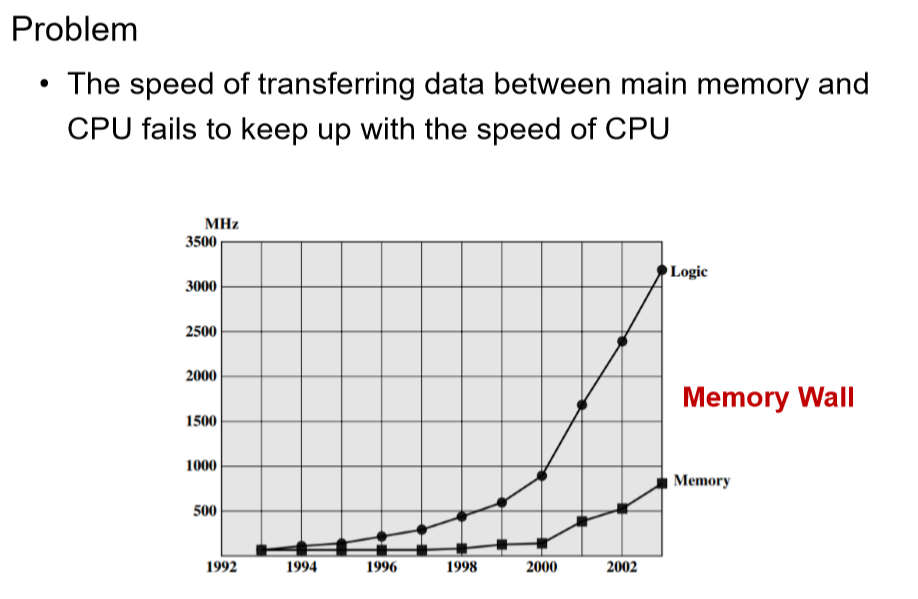 Problem
• The speed of transferring data between main memory and
CPU fails to keep up with the speed of CPU
MHz
3500
Logic
3000
2500
2000
Memory Wall
1500
1000
Memory
500
1992 1994 1996 1998 2000 2002